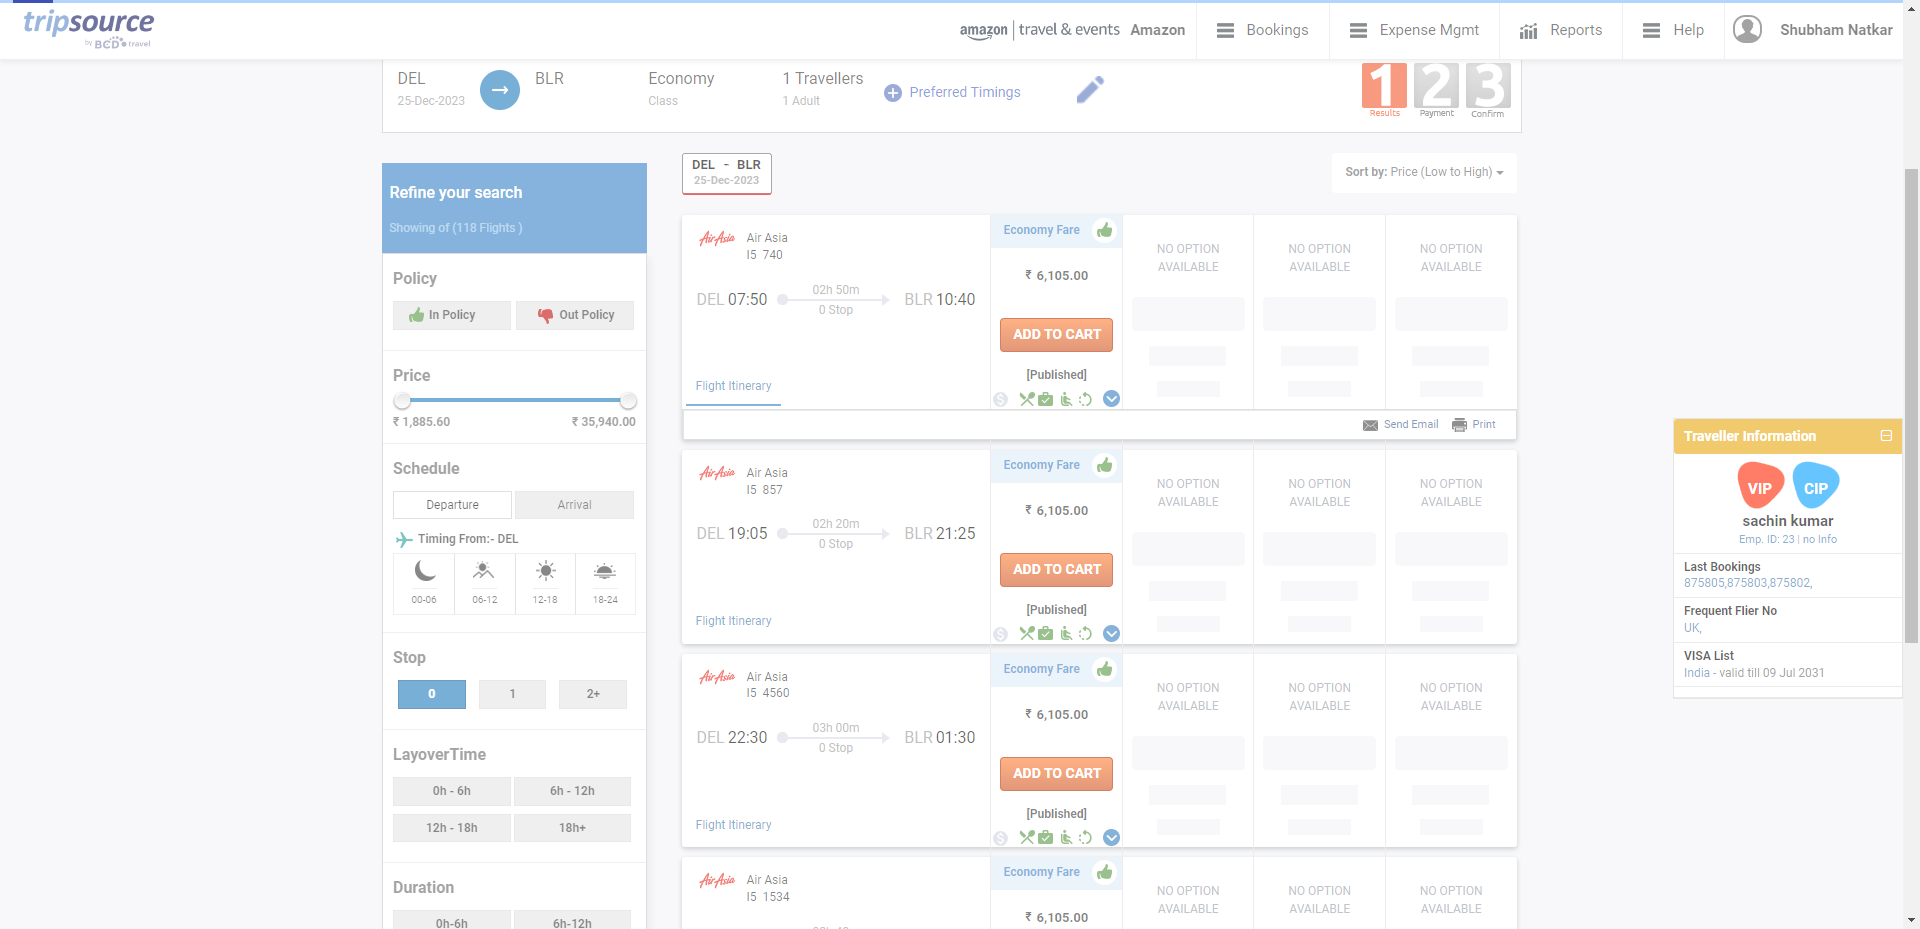 tripsource
by BCD travel
amazon | travel & events Amazon
Bookings
Expense Mgmt
Reports
Help
Shubham Natkar
DEL
25-Dec-2023
BLR
Economy
Class
1 Travellers
1 Adult
Preferred Timings
1
Results
2
Payment
3
Confirm
Refine your search
Showing of (118 Flights )
Policy
In Policy
Out Policy
Price
₹ 1,885.60
₹ 35,940.00
Schedule
Departure
Arrival
Timing From:- DEL
00-06
06-12
12-18
18-24
Stop
0
1
2+
LayoverTime
0h - 6h
6h - 12h
12h - 18h
18h+
Duration
0h-6h
6h-12h
DEL - BLR
25-Dec-2023
Sort by: Price (Low to High)
AirAsia
Air Asia
I5 740
DEL 07:50
02h 50m
0 Stop
BLR 10:40
Flight Itinerary
Economy Fare
₹ 6,105.00
ADD TO CART
[Published]
NO OPTION
AVAILABLE
NO OPTION
AVAILABLE
NO OPTION
AVAILABLE
Send Email
Print
AirAsia
Air Asia
I5 857
DEL 19:05
02h 20m
0 Stop
BLR 21:25
Flight Itinerary
Economy Fare
₹ 6,105.00
ADD TO CART
[Published]
NO OPTION
AVAILABLE
NO OPTION
AVAILABLE
NO OPTION
AVAILABLE
AirAsia
Air Asia
I5 4560
DEL 22:30
03h 00m
0 Stop
BLR 01:30
Flight Itinerary
Economy Fare
₹ 6,105.00
ADD TO CART
[Published]
NO OPTION
AVAILABLE
NO OPTION
AVAILABLE
NO OPTION
AVAILABLE
AirAsia
Air Asia
I5 1534
Economy Fare
₹ 6,105.00
NO OPTION
AVAILABLE
NO OPTION
AVAILABLE
NO OPTION
AVAILABLE
Traveller Information
VIP
CIP
sachin kumar
Emp. ID: 23 | no Info
Last Bookings
875805,875803,875802,
Frequent Flier No
UK,
VISA List
India - valid till 09 Jul 2031